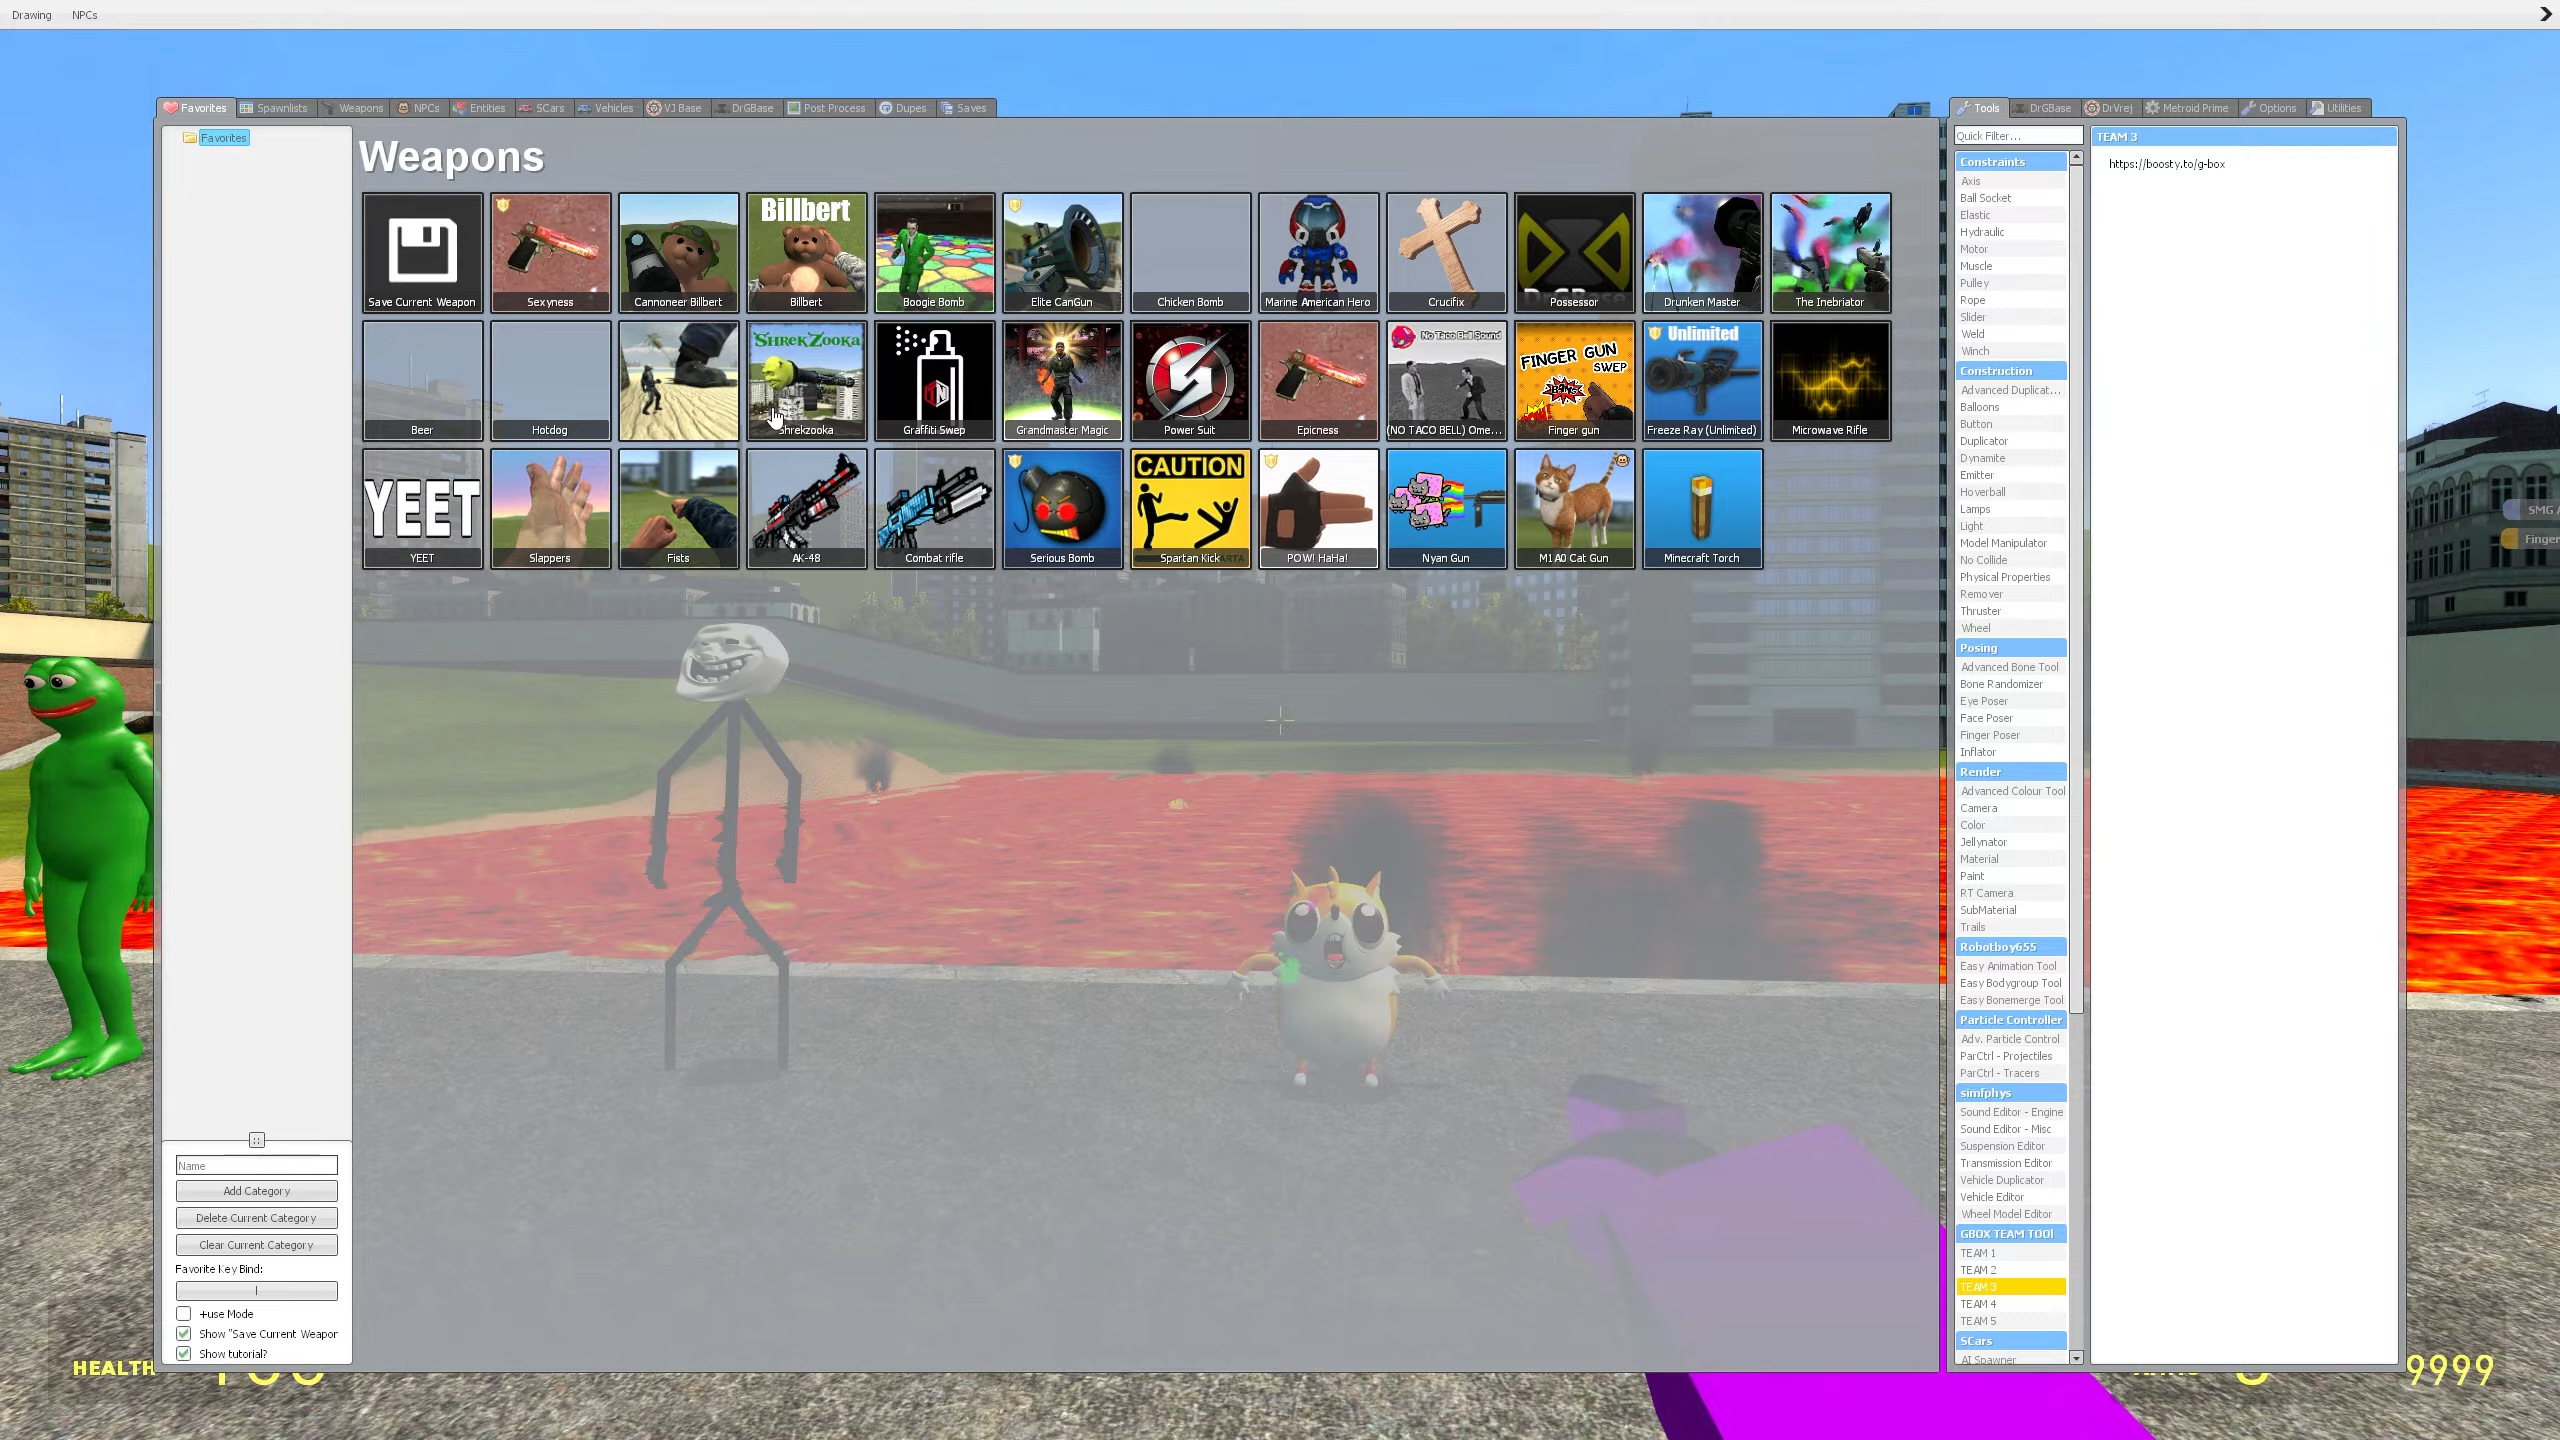 Drawing NPCs
Favorites Spawnlists Weapons NPCs Entities SCars Vehicles VJ Base DrGBase Post Process Dupes Saves
Favorites
Weapons
Billbert
Save Current Weapon Sexyness Cannoneer Billbert Billbert Boogie Bomb Elite CanGun Chicken Bomb Marine American Hero Crucifix Possessor Drunken Master The Inebriator
SHREKZOOKA No Taco Bell Sound FINGER GUN SWEP BANG Unlimited
Beer Hotdog Shrekzooka Graffiti Swep Grandmaster Magic Power Suit Epicness (NO TACO BELL) Ome... Finger gun Freeze Ray (Unlimited) Microwave Rifle
YEET CAUTION
YEET Slappers Fists AK-48 Combat rifle Serious Bomb Spartan Kick POW! HaHa! Nyan Gun M1A0 Cat Gun Minecraft Torch
Name
Add Category
Delete Current Category
Clear Current Category
Favorite Key Bind:
I
+use Mode
Show "Save Current Weapon
Show tutorial?
HEALTH
9999
SMG
Finger
Tools DrGBase DrVrej Metroid Prime Options Utilities
Quick Filter...
Constraints
Axis
Ball Socket
Elastic
Hydraulic
Motor
Muscle
Pulley
Rope
Slider
Weld
Winch
Construction
Advanced Duplicat...
Balloons
Button
Duplicator
Dynamite
Emitter
Hoverball
Lamps
Light
Model Manipulator
No Collide
Physical Properties
Remover
Thruster
Wheel
Posing
Advanced Bone Tool
Bone Randomizer
Eye Poser
Face Poser
Finger Poser
Inflator
Render
Advanced Colour Tool
Camera
Color
Jellynator
Material
Paint
RT Camera
SubMaterial
Trails
Robotboy655
Easy Animation Tool
Easy Bodygroup Tool
Easy Bonemerge Tool
Particle Controller
Adv. Particle Control
ParCtrl - Projectiles
ParCtrl - Tracers
simfphys
Sound Editor - Engine
Sound Editor - Misc
Suspension Editor
Transmission Editor
Vehicle Duplicator
Vehicle Editor
Wheel Model Editor
GBOX TEAM TOOl
TEAM 1
TEAM 2
TEAM 3
TEAM 4
TEAM 5
SCars
AI Spawner
TEAM 3
https://boosty.to/g-box